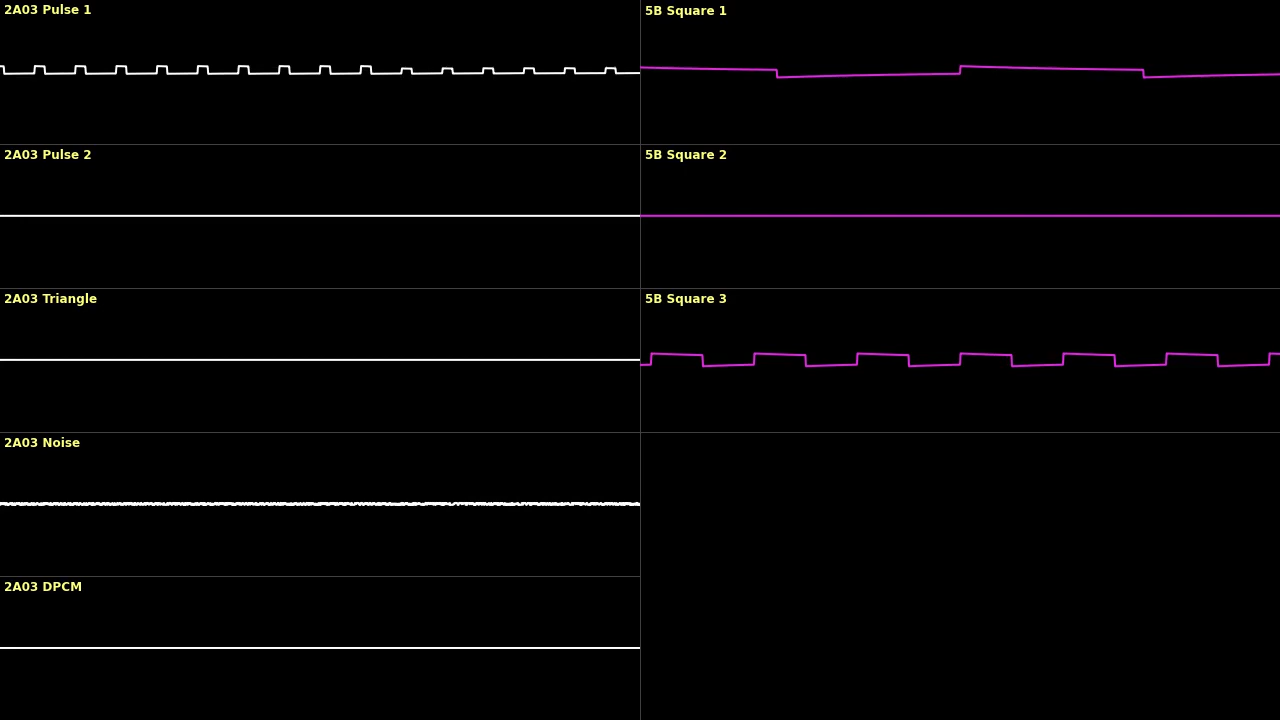 2A03 Pulse 1
5B Square 1
2A03 Pulse 2
5B Square 2
2A03 Triangle
5B Square 3
2A03 Noise
2A03 DPCM